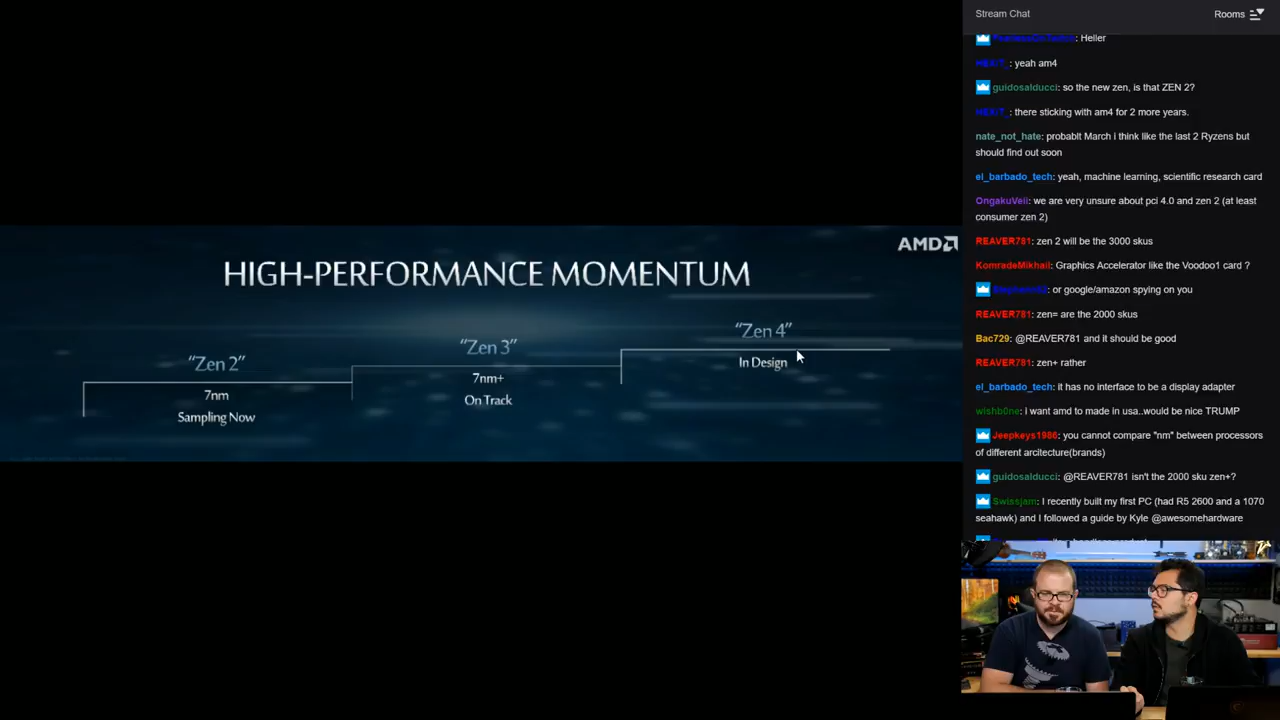 Stream Chat
Rooms
: Heller
HEX/T_: yeah am4
guidosalducci: so the new zen, is that ZEN 2?
HEX/T_: there sticking with am4 for 2 more years.
nate_not_hate: probablt March i think like the last 2 Ryzens but
should find out soon
el_barbado_tech: yeah, machine learning, scientific research card
OngakuVeii: we are very unsure about pci 4.0 and zen 2 (at least
consumer zen 2)
REAVER781: zen 2 will be the 3000 skus
KomradeMikhail: Graphics Accelerator like the Voodoo1 card ?
: or google/amazon spying on you
REAVER781: zen= are the 2000 skus
Bac729: @REAVER781 and it should be good
REAVER781: zen+ rather
el_barbado_tech: it has no interface to be a display adapter
wishb0ne: i want amd to made in usa..would be nice TRUMP
Jeepkeys1986: you cannot compare "nm" between processors
of different arcitecture(brands)
guidosalducci: @REAVER781 isn't the 2000 sku zen+?
Swissjam: I recently built my first PC (had R5 2600 and a 1070
seahawk) and I followed a guide by Kyle @awesomehardware
AMD
HIGH-PERFORMANCE MOMENTUM
"Zen 2"
7nm
Sampling Now
"Zen 3"
7nm+
On Track
"Zen 4"
In Design